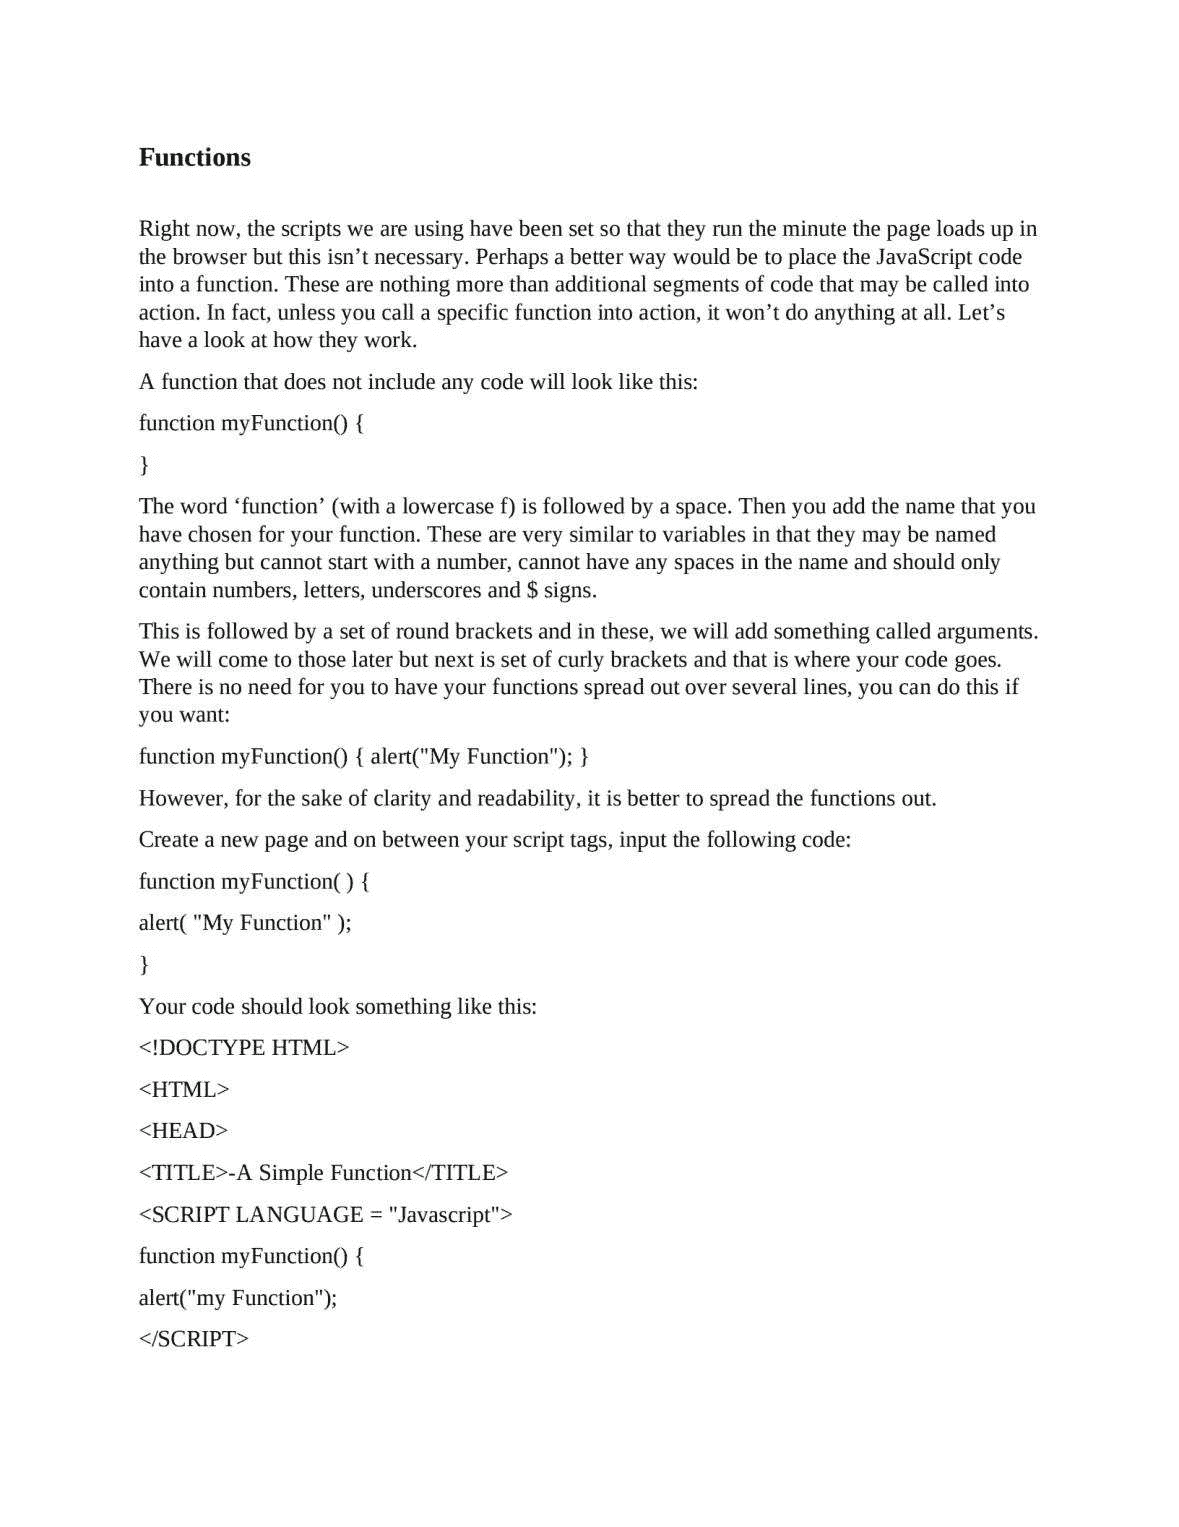 Functions
Right now, the scripts we are using have been set so that they run the minute the page loads up in
the browser but this isn’t necessary. Perhaps a better way would be to place the JavaScript code
into a function. These are nothing more than additional segments of code that may be called into
action. In fact, unless you call a specific function into action, it won’t do anything at all. Let’s
have a look at how they work.
A function that does not include any code will look like this:
function myFunction() {
}
The word ‘function’ (with a lowercase f) is followed by a space. Then you add the name that you
have chosen for your function. These are very similar to variables in that they may be named
anything but cannot start with a number, cannot have any spaces in the name and should only
contain numbers, letters, underscores and $ signs.
This is followed by a set of round brackets and in these, we will add something called arguments.
We will come to those later but next is set of curly brackets and that is where your code goes.
There is no need for you to have your functions spread out over several lines, you can do this if
you want:
function myFunction() { alert("My Function"); }
However, for the sake of clarity and readability, it is better to spread the functions out.
Create a new page and on between your script tags, input the following code:
function myFunction( ) {
alert( "My Function" );
}
Your code should look something like this:
<!DOCTYPE HTML>
<HTML>
<HEAD>
<TITLE>-A Simple Function</TITLE>
<SCRIPT LANGUAGE = "Javascript">
function myFunction() {
alert("my Function");
</SCRIPT>